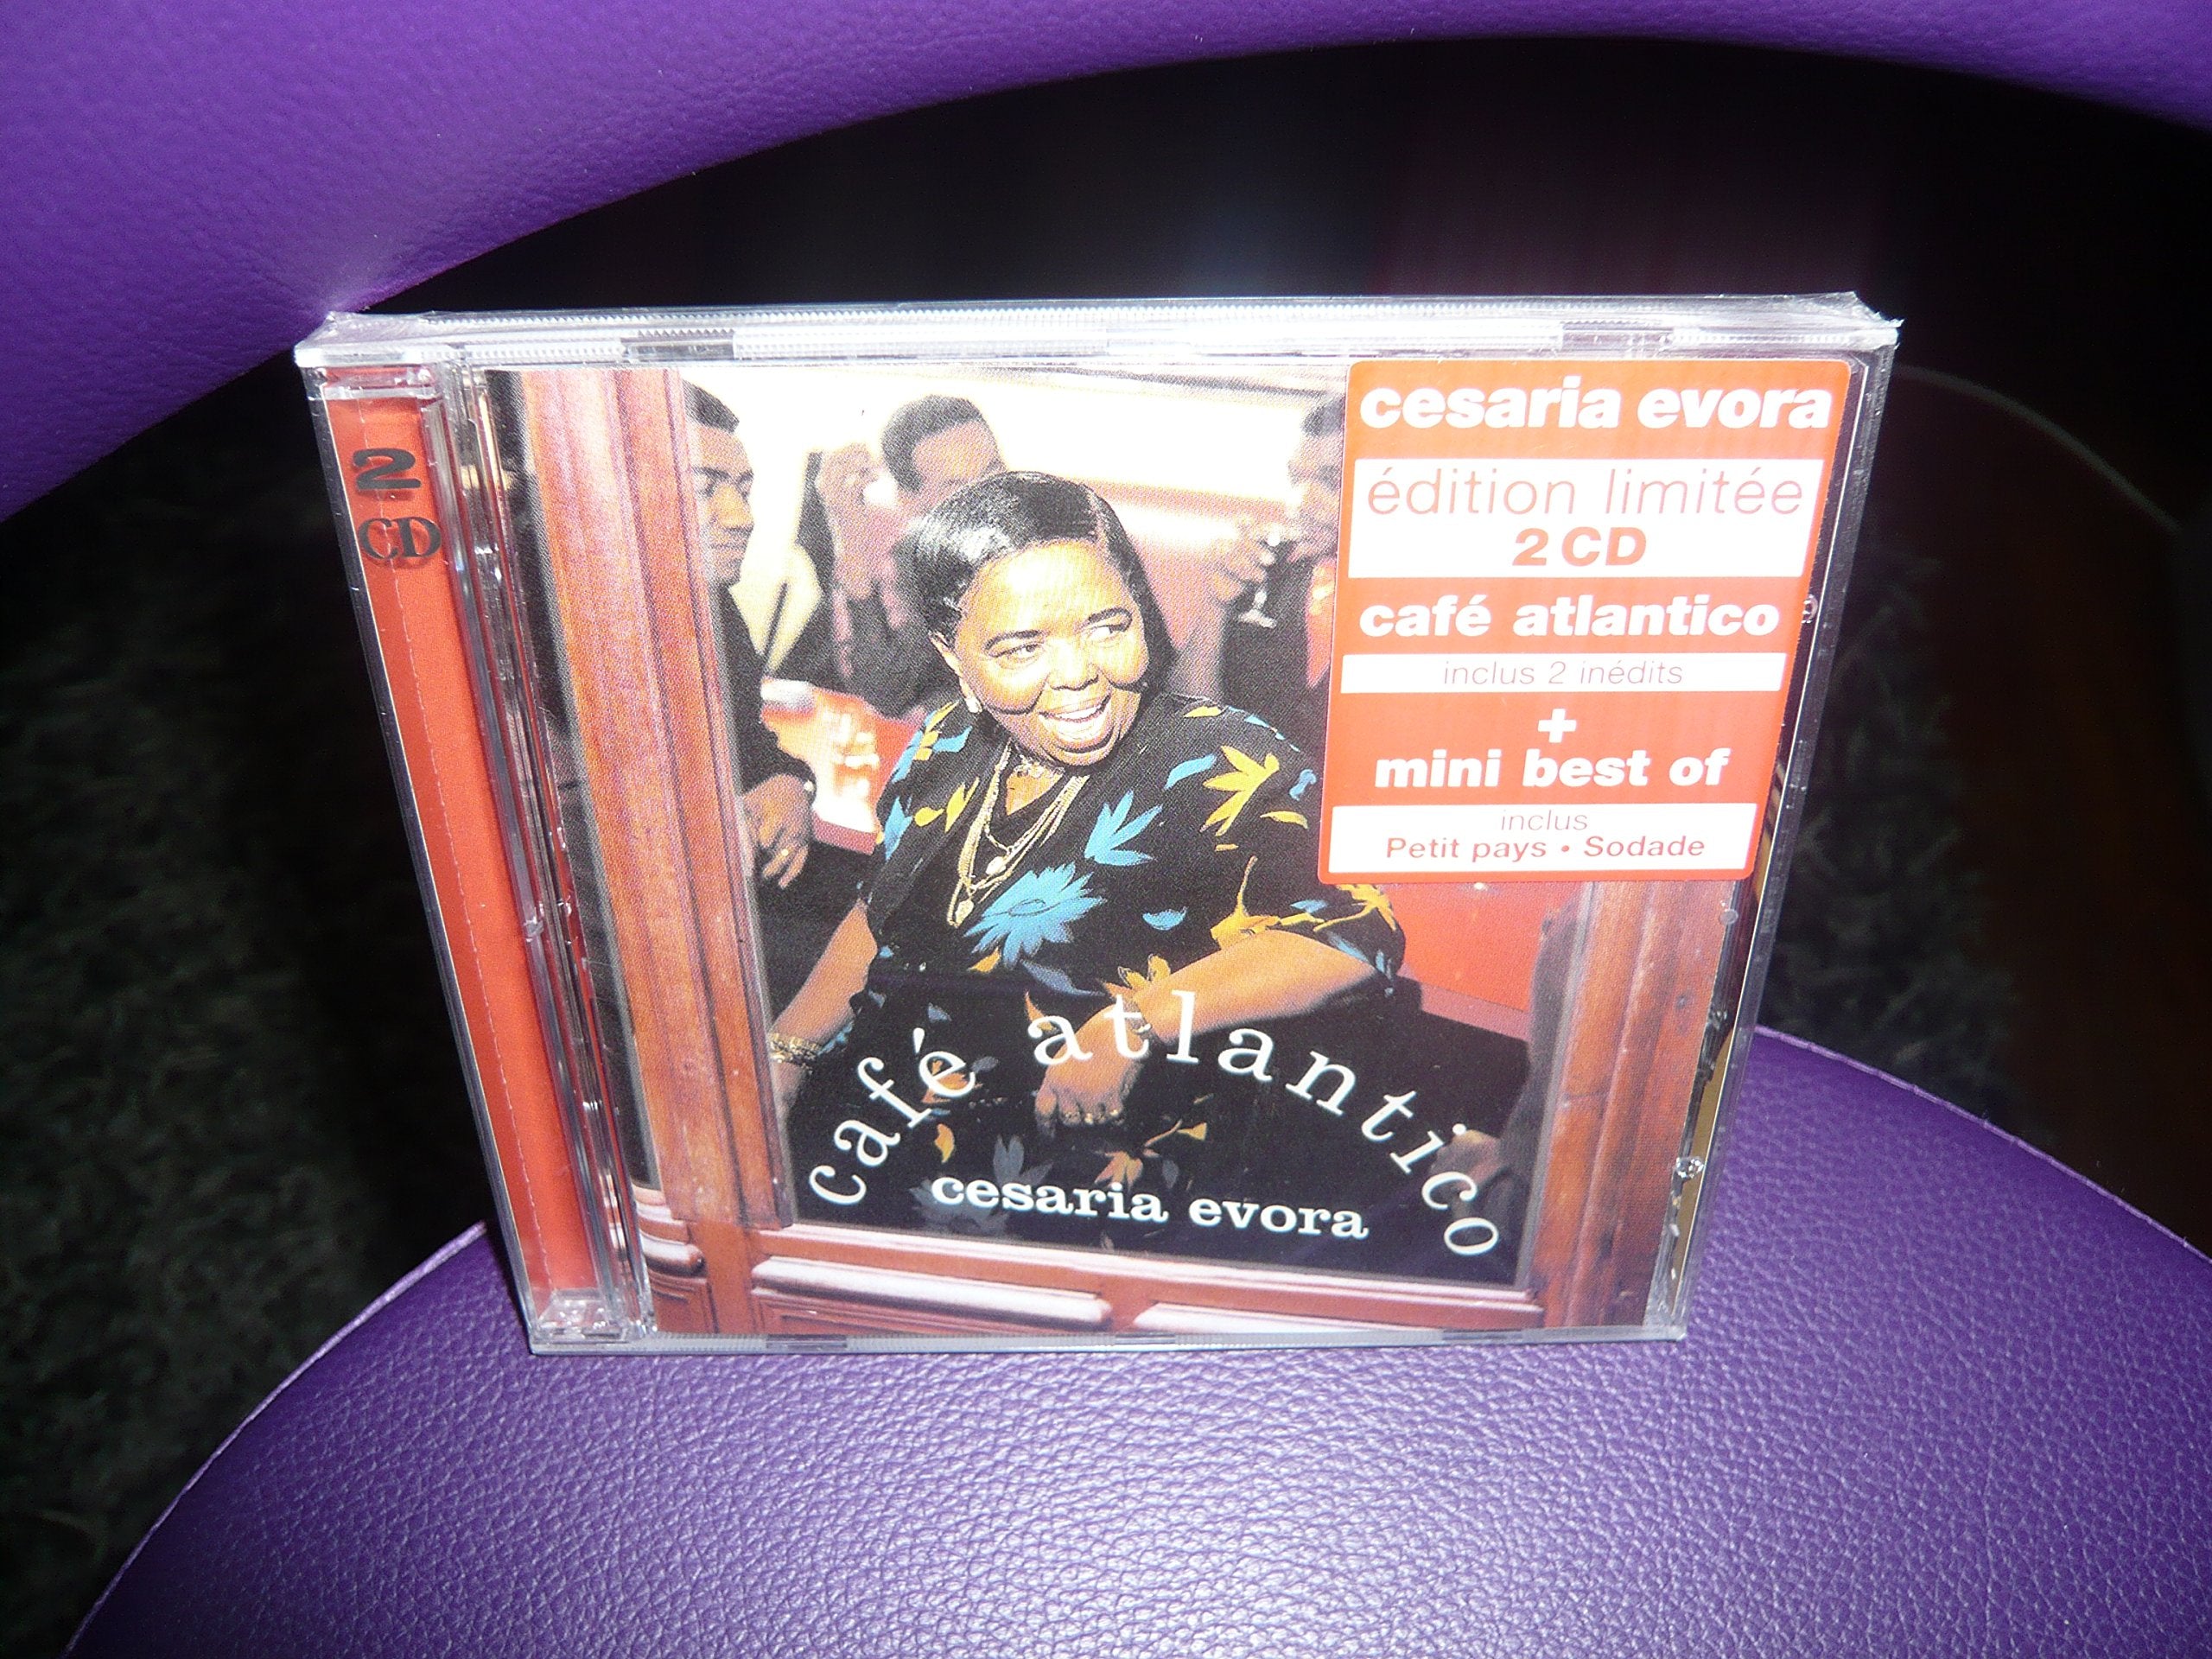 2
CD
cesaria evora
édition limitée
2 CD
café atlantico
inclus 2 inédits
+
mini best of
inclus
Petit pays • Sodade
café atlantico
cesaria evora